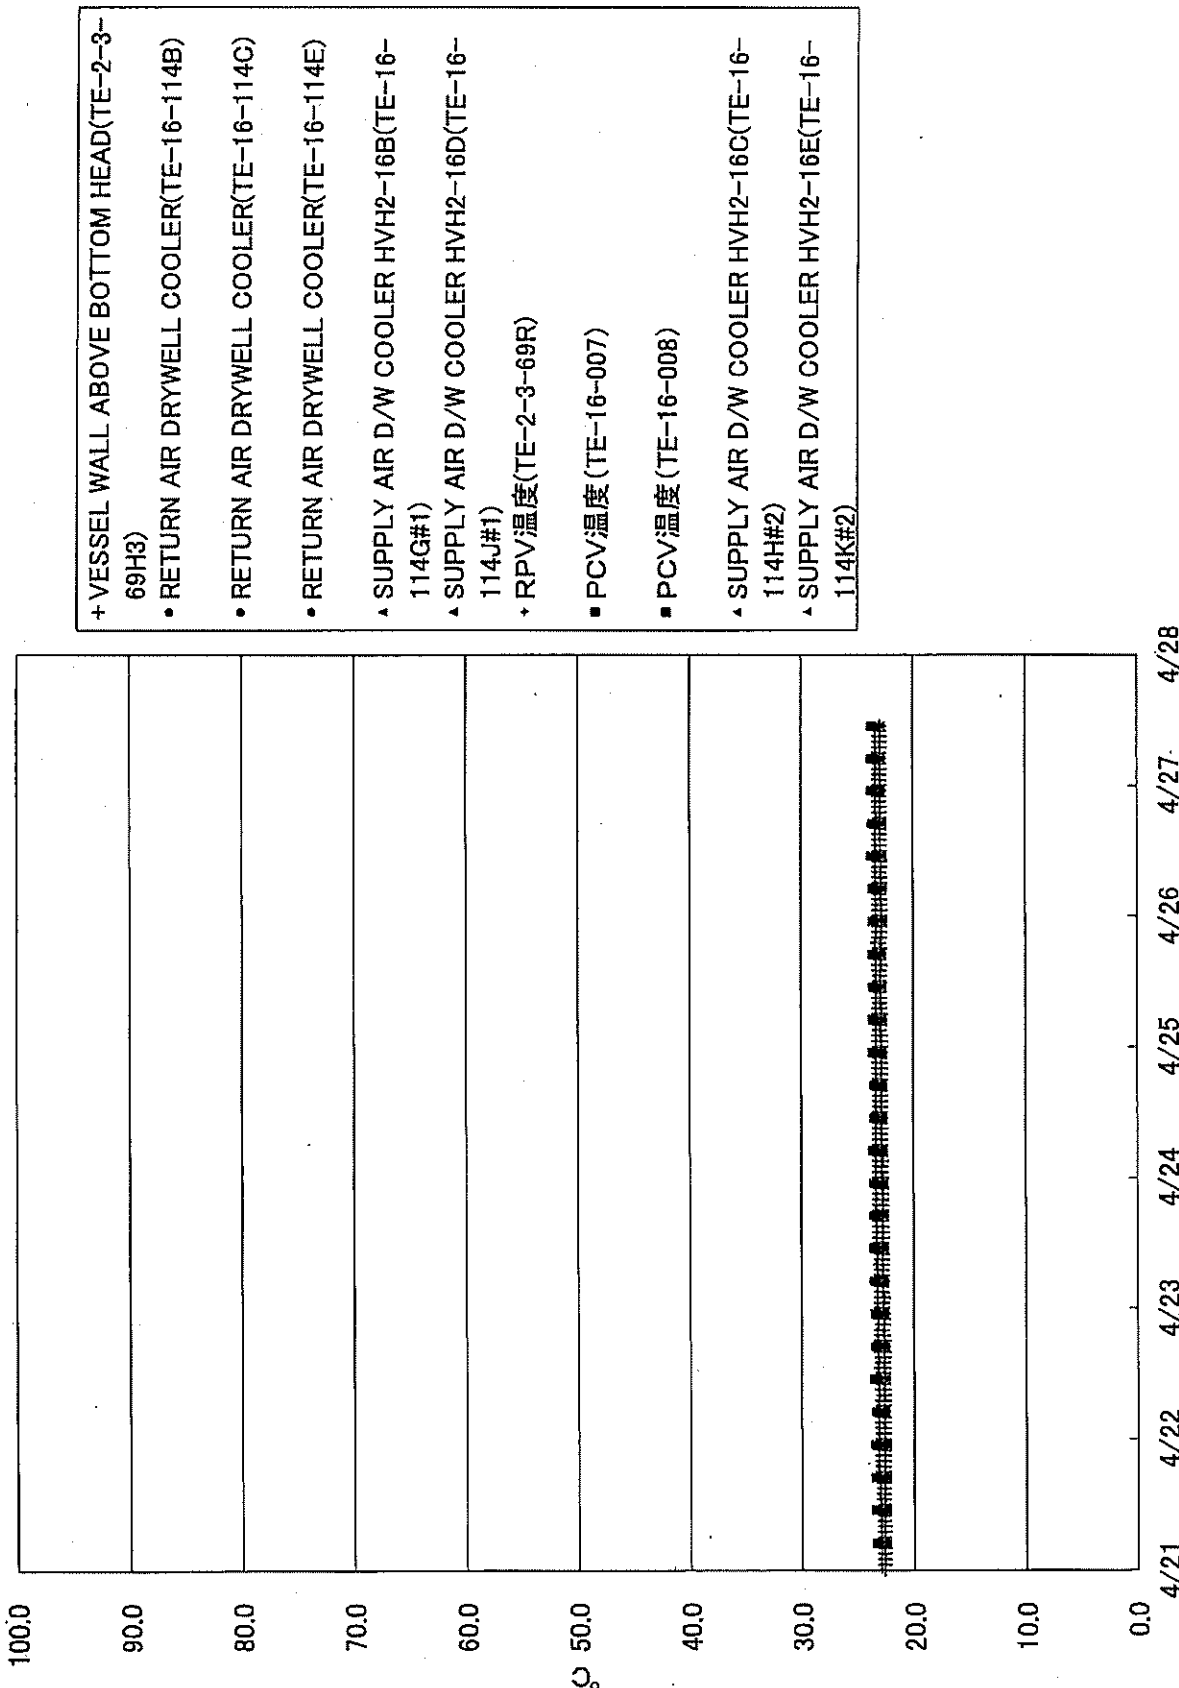 100.0
90.0
80.0
70.0
60.0
50.0
40.0
30.0
20.0
10.0
0.0
℃
4/21
4/22
4/23
4/24
4/25
4/26
4/27
4/28
+ VESSEL WALL ABOVE BOTTOM HEAD(TE-2-3-
69H3)
• RETURN AIR DRYWELL COOLER(TE-16-114B)
• RETURN AIR DRYWELL COOLER(TE-16-114C)
• RETURN AIR DRYWELL COOLER(TE-16-114E)
▲ SUPPLY AIR D/W COOLER HVH2-16B(TE-16-
114G#1)
▲ SUPPLY AIR D/W COOLER HVH2-16D(TE-16-
114J#1)
✦ RPV温度(TE-2-3-69R)
■ PCV温度(TE-16-007)
■ PCV温度(TE-16-008)
▲ SUPPLY AIR D/W COOLER HVH2-16C(TE-16-
114H#2)
▲ SUPPLY AIR D/W COOLER HVH2-16E(TE-16-
114K#2)